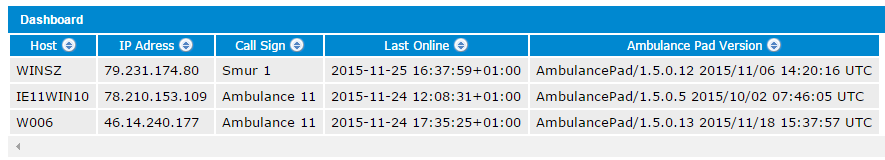 Dashboard
Host IP Adress Call Sign Last Online Ambulance Pad Version
WINSZ 79.231.174.80 Smur 1 2015-11-25 16:37:59+01:00 AmbulancePad/1.5.0.12 2015/11/06 14:20:16 UTC
IE11WIN10 78.210.153.109 Ambulance 11 2015-11-24 12:08:31+01:00 AmbulancePad/1.5.0.5 2015/10/02 07:46:05 UTC
W006 46.14.240.177 Ambulance 11 2015-11-24 17:35:25+01:00 AmbulancePad/1.5.0.13 2015/11/18 15:37:57 UTC